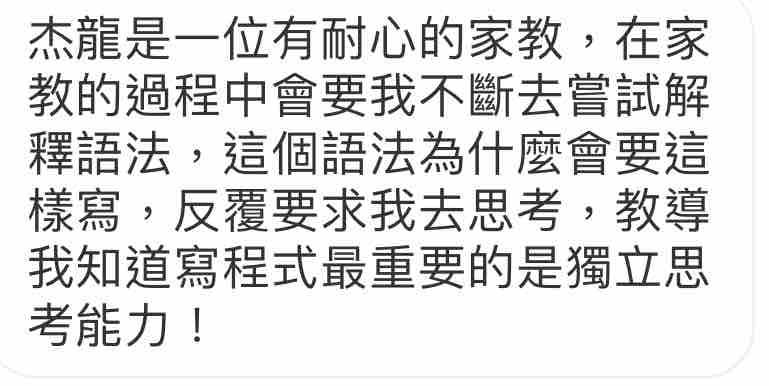 杰龍是一位有耐心的家教，在家
教的過程中會要我不斷去嘗試解
釋語法，這個語法為什麼會要這
樣寫，反覆要求我去思考，教導
我知道寫程式最重要的是獨立思
考能力！